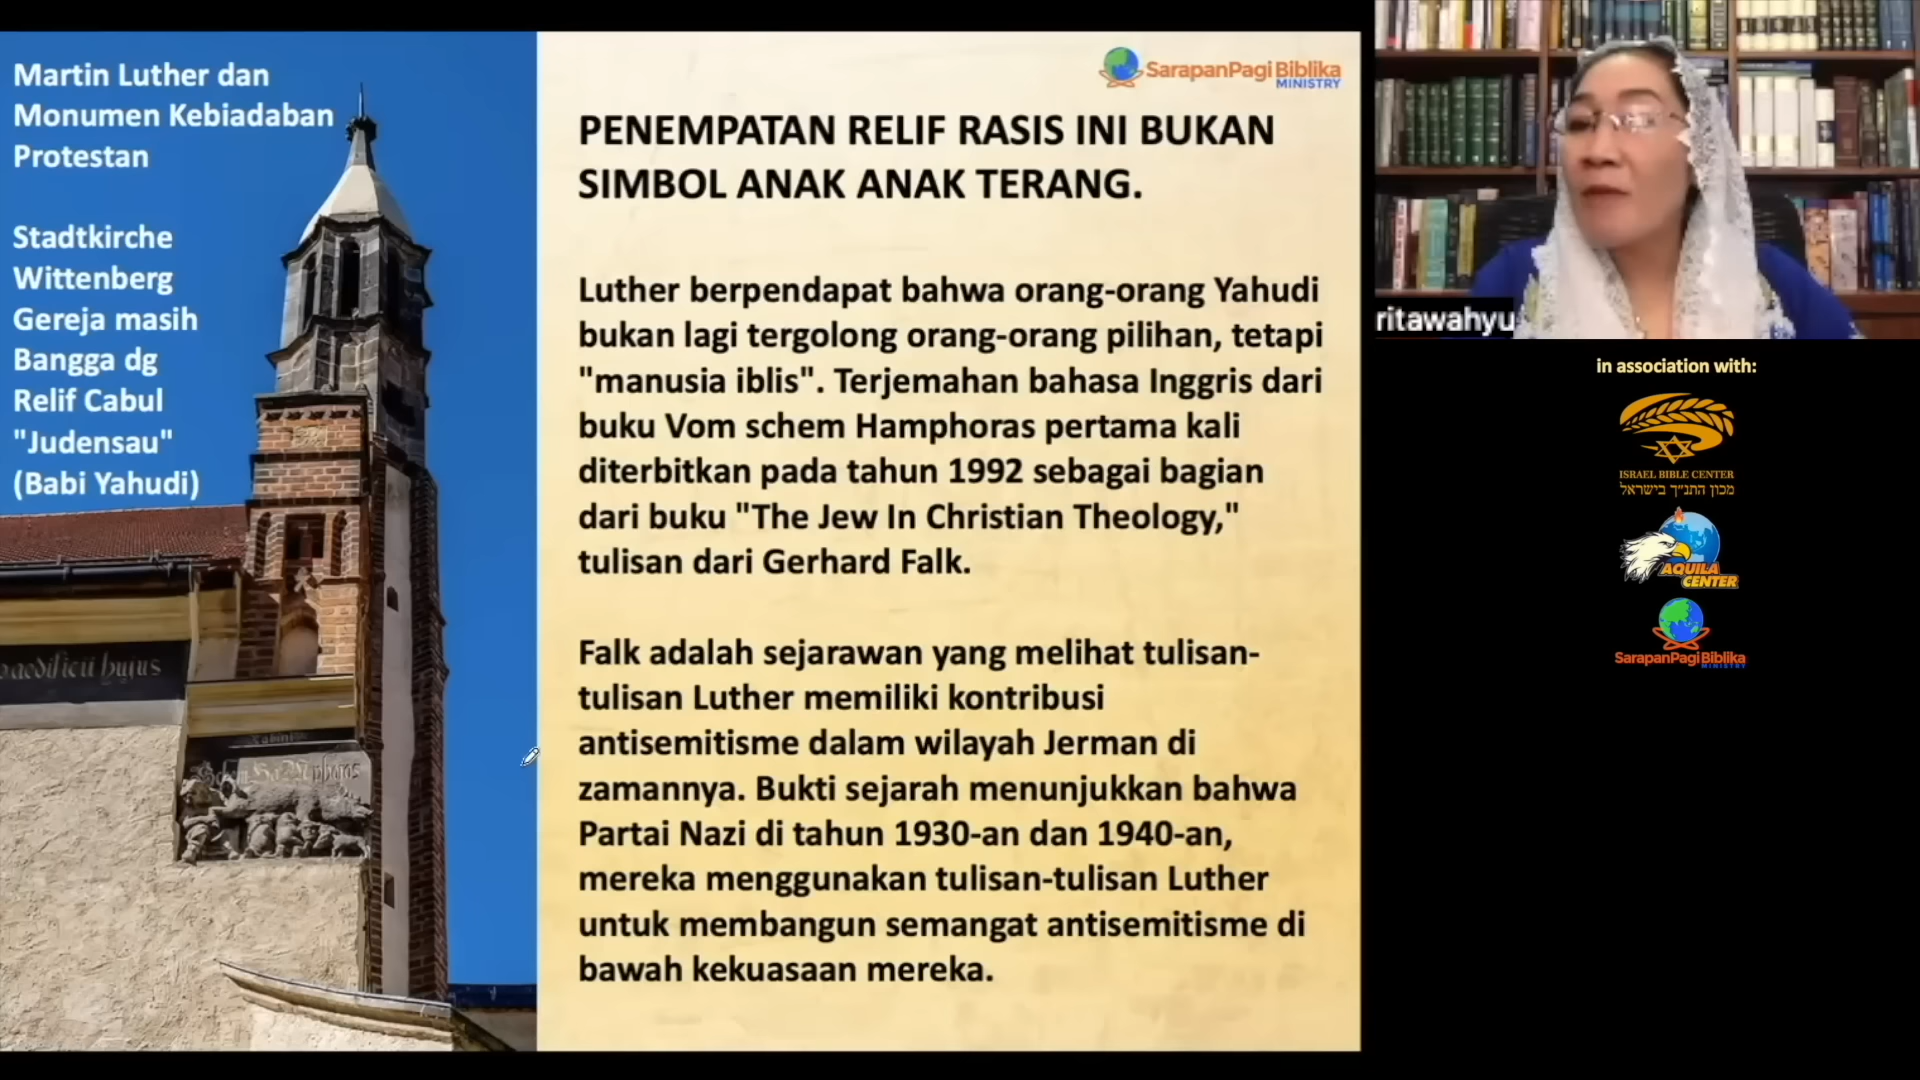 Martin Luther dan
Monumen Kebiadaban
Protestan
Stadtkirche
Wittenberg
Gereja masih
Bangga dg
Relif Cabul
"Judensau"
(Babi Yahudi)
aedificii hujus
Rabini
Schem HaMphoras
SarapanPagi Biblika
MINISTRY
PENEMPATAN RELIF RASIS INI BUKAN
SIMBOL ANAK ANAK TERANG.
Luther berpendapat bahwa orang-orang Yahudi
bukan lagi tergolong orang-orang pilihan, tetapi
"manusia iblis". Terjemahan bahasa Inggris dari
buku Vom schem Hamphoras pertama kali
diterbitkan pada tahun 1992 sebagai bagian
dari buku "The Jew In Christian Theology,"
tulisan dari Gerhard Falk.
Falk adalah sejarawan yang melihat tulisan-
tulisan Luther memiliki kontribusi
antisemitisme dalam wilayah Jerman di
zamannya. Bukti sejarah menunjukkan bahwa
Partai Nazi di tahun 1930-an dan 1940-an,
mereka menggunakan tulisan-tulisan Luther
untuk membangun semangat antisemitisme di
bawah kekuasaan mereka.
ritawahyu
in association with:
ISRAEL BIBLE CENTER
מכון התנ״ך בישראל
AQUILA
CENTER
SarapanPagi Biblika
MINISTRY